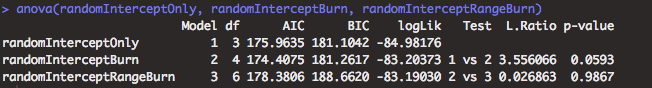 > anova(randomInterceptOnly, randomInterceptBurn, randomInterceptRangeBurn)
Model df AIC BIC logLik Test L.Ratio p-value
randomInterceptOnly 1 3 175.9635 181.1042 -84.98176
randomInterceptBurn 2 4 174.4075 181.2617 -83.20373 1 vs 2 3.556066 0.0593
randomInterceptRangeBurn 3 6 178.3806 188.6620 -83.19030 2 vs 3 0.026863 0.9867